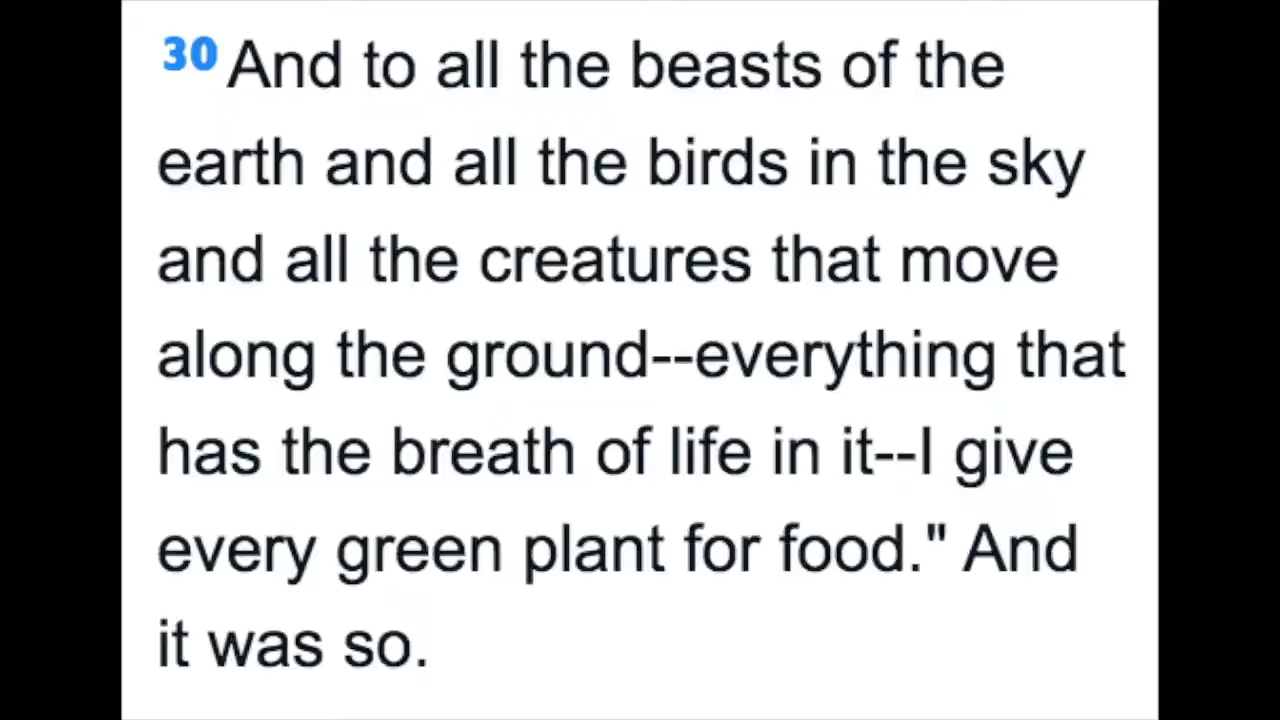 30 And to all the beasts of the
earth and all the birds in the sky
and all the creatures that move
along the ground--everything that
has the breath of life in it--I give
every green plant for food." And
it was so.